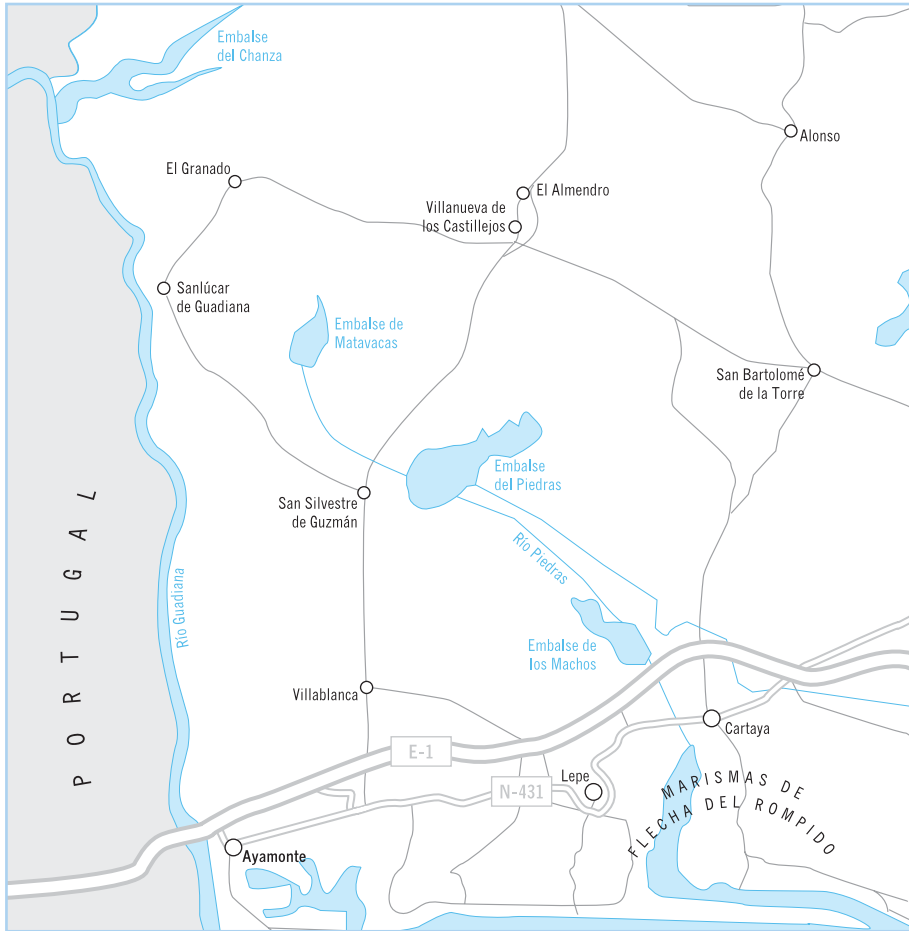 Embalse
del Chanza
Alonso
El Granado
El Almendro
Villanueva de
los Castillejos
Sanlúcar
de Guadiana
Embalse de
Matavacas
San Bartolomé
de la Torre
Embalse
del Piedras
San Silvestre
de Guzmán
PORTUGAL
Río Guadiana
Río Piedras
Embalse de
los Machos
Villablanca
Cartaya
E-1
Lepe
N-431
MARISMAS DE
FLECHA DEL ROMPIDO
Ayamonte